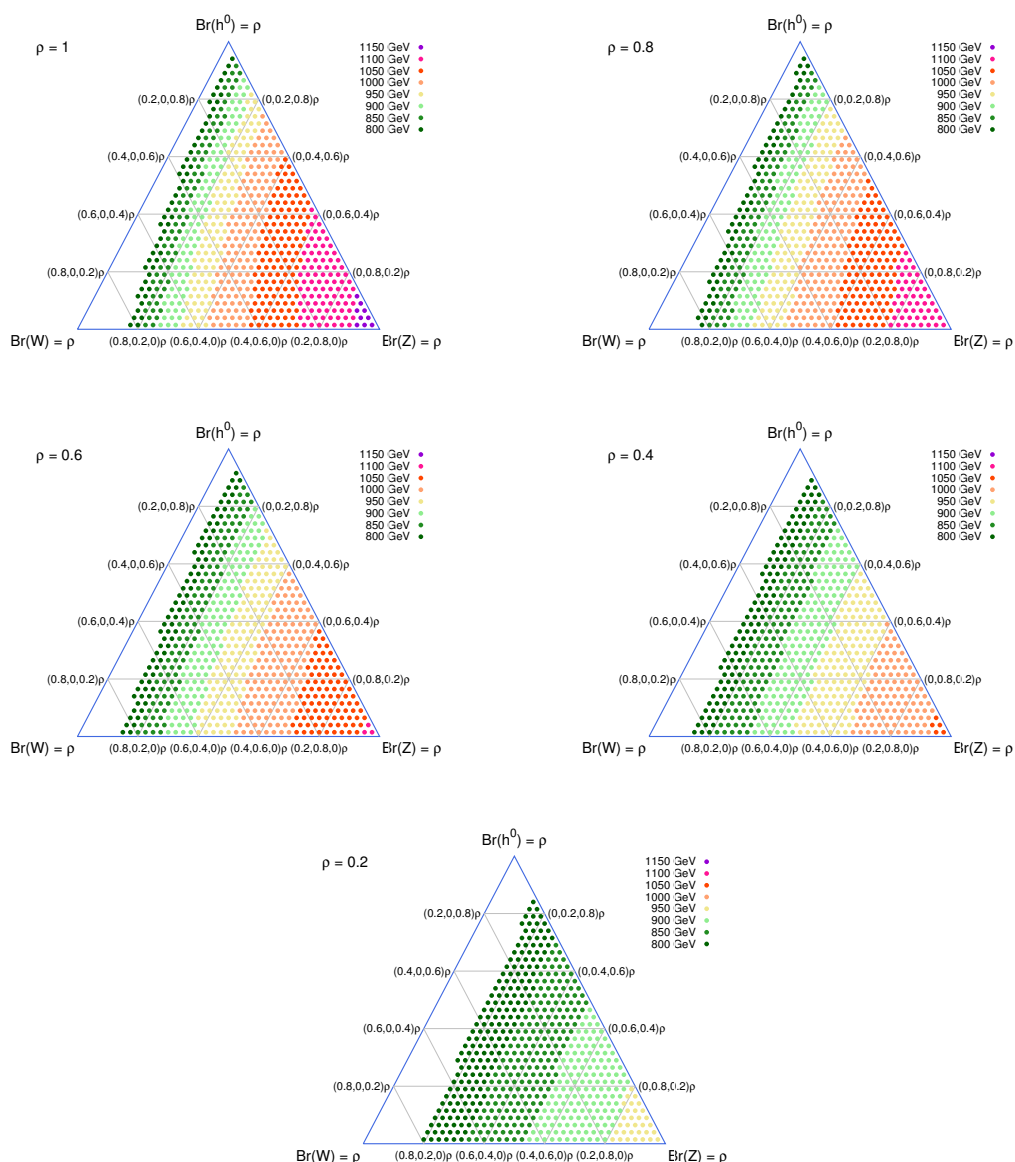 Br(h⁰) = ρ
ρ = 1
1150 GeV
1100 GeV
1050 GeV
1000 GeV
950 GeV
900 GeV
850 GeV
800 GeV
(0.2,0,0.8)ρ
(0,0.2,0.8)ρ
(0.4,0,0.6)ρ
(0,0.4,0.6)ρ
(0.6,0,0.4)ρ
(0,0.6,0.4)ρ
(0.8,0,0.2)ρ
(0,0.8,0.2)ρ
Br(W) = ρ
(0.8,0.2,0)ρ (0.6,0.4,0)ρ (0.4,0.6,0)ρ (0.2,0.8,0)ρ
Br(Z) = ρ
Br(h⁰) = ρ
ρ = 0.8
1150 GeV
1100 GeV
1050 GeV
1000 GeV
950 GeV
900 GeV
850 GeV
800 GeV
(0.2,0,0.8)ρ
(0,0.2,0.8)ρ
(0.4,0,0.6)ρ
(0,0.4,0.6)ρ
(0.6,0,0.4)ρ
(0,0.6,0.4)ρ
(0.8,0,0.2)ρ
(0,0.8,0.2)ρ
Br(W) = ρ
(0.8,0.2,0)ρ (0.6,0.4,0)ρ (0.4,0.6,0)ρ (0.2,0.8,0)ρ
Br(Z) = ρ
Br(h⁰) = ρ
ρ = 0.6
1150 GeV
1100 GeV
1050 GeV
1000 GeV
950 GeV
900 GeV
850 GeV
800 GeV
(0.2,0,0.8)ρ
(0,0.2,0.8)ρ
(0.4,0,0.6)ρ
(0,0.4,0.6)ρ
(0.6,0,0.4)ρ
(0,0.6,0.4)ρ
(0.8,0,0.2)ρ
(0,0.8,0.2)ρ
Br(W) = ρ
(0.8,0.2,0)ρ (0.6,0.4,0)ρ (0.4,0.6,0)ρ (0.2,0.8,0)ρ
Br(Z) = ρ
Br(h⁰) = ρ
ρ = 0.4
1150 GeV
1100 GeV
1050 GeV
1000 GeV
950 GeV
900 GeV
850 GeV
800 GeV
(0.2,0,0.8)ρ
(0,0.2,0.8)ρ
(0.4,0,0.6)ρ
(0,0.4,0.6)ρ
(0.6,0,0.4)ρ
(0,0.6,0.4)ρ
(0.8,0,0.2)ρ
(0,0.8,0.2)ρ
Br(W) = ρ
(0.8,0.2,0)ρ (0.6,0.4,0)ρ (0.4,0.6,0)ρ (0.2,0.8,0)ρ
Br(Z) = ρ
Br(h⁰) = ρ
ρ = 0.2
1150 GeV
1100 GeV
1050 GeV
1000 GeV
950 GeV
900 GeV
850 GeV
800 GeV
(0.2,0,0.8)ρ
(0,0.2,0.8)ρ
(0.4,0,0.6)ρ
(0,0.4,0.6)ρ
(0.6,0,0.4)ρ
(0,0.6,0.4)ρ
(0.8,0,0.2)ρ
(0,0.8,0.2)ρ
Br(W) = ρ
(0.8,0.2,0)ρ (0.6,0.4,0)ρ (0.4,0.6,0)ρ (0.2,0.8,0)ρ
Br(Z) = ρ